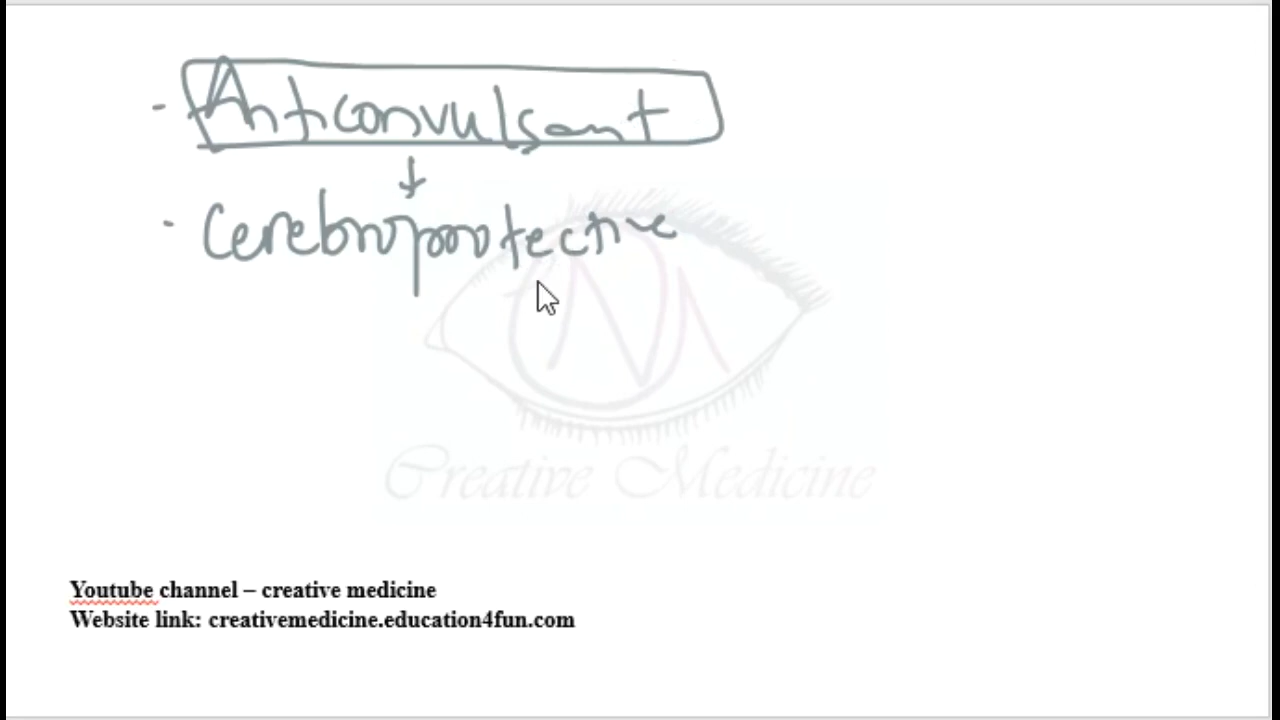 - Anticonvulsant
- Cerebroprotective
Creative Medicine
Youtube channel – creative medicine
Website link: creativemedicine.education4fun.com